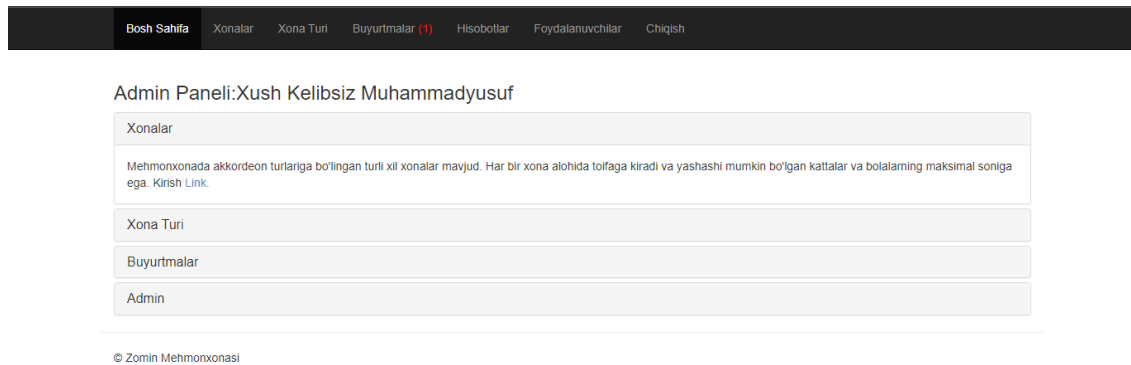 Bosh Sahifa Xonalar Xona Turi Buyurtmalar (1) Hisobotlar Foydalanuvchilar Chiqish
Admin Paneli:Xush Kelibsiz Muhammadyusuf
Xonalar
Mehmonxonada akkordeon turlariga bo'lingan turli xil xonalar mavjud. Har bir xona alohida toifaga kiradi va yashashi mumkin bo'lgan kattalar va bolalarning maksimal soniga
ega. Kirish Link.
Xona Turi
Buyurtmalar
Admin
© Zomin Mehmonxonasi